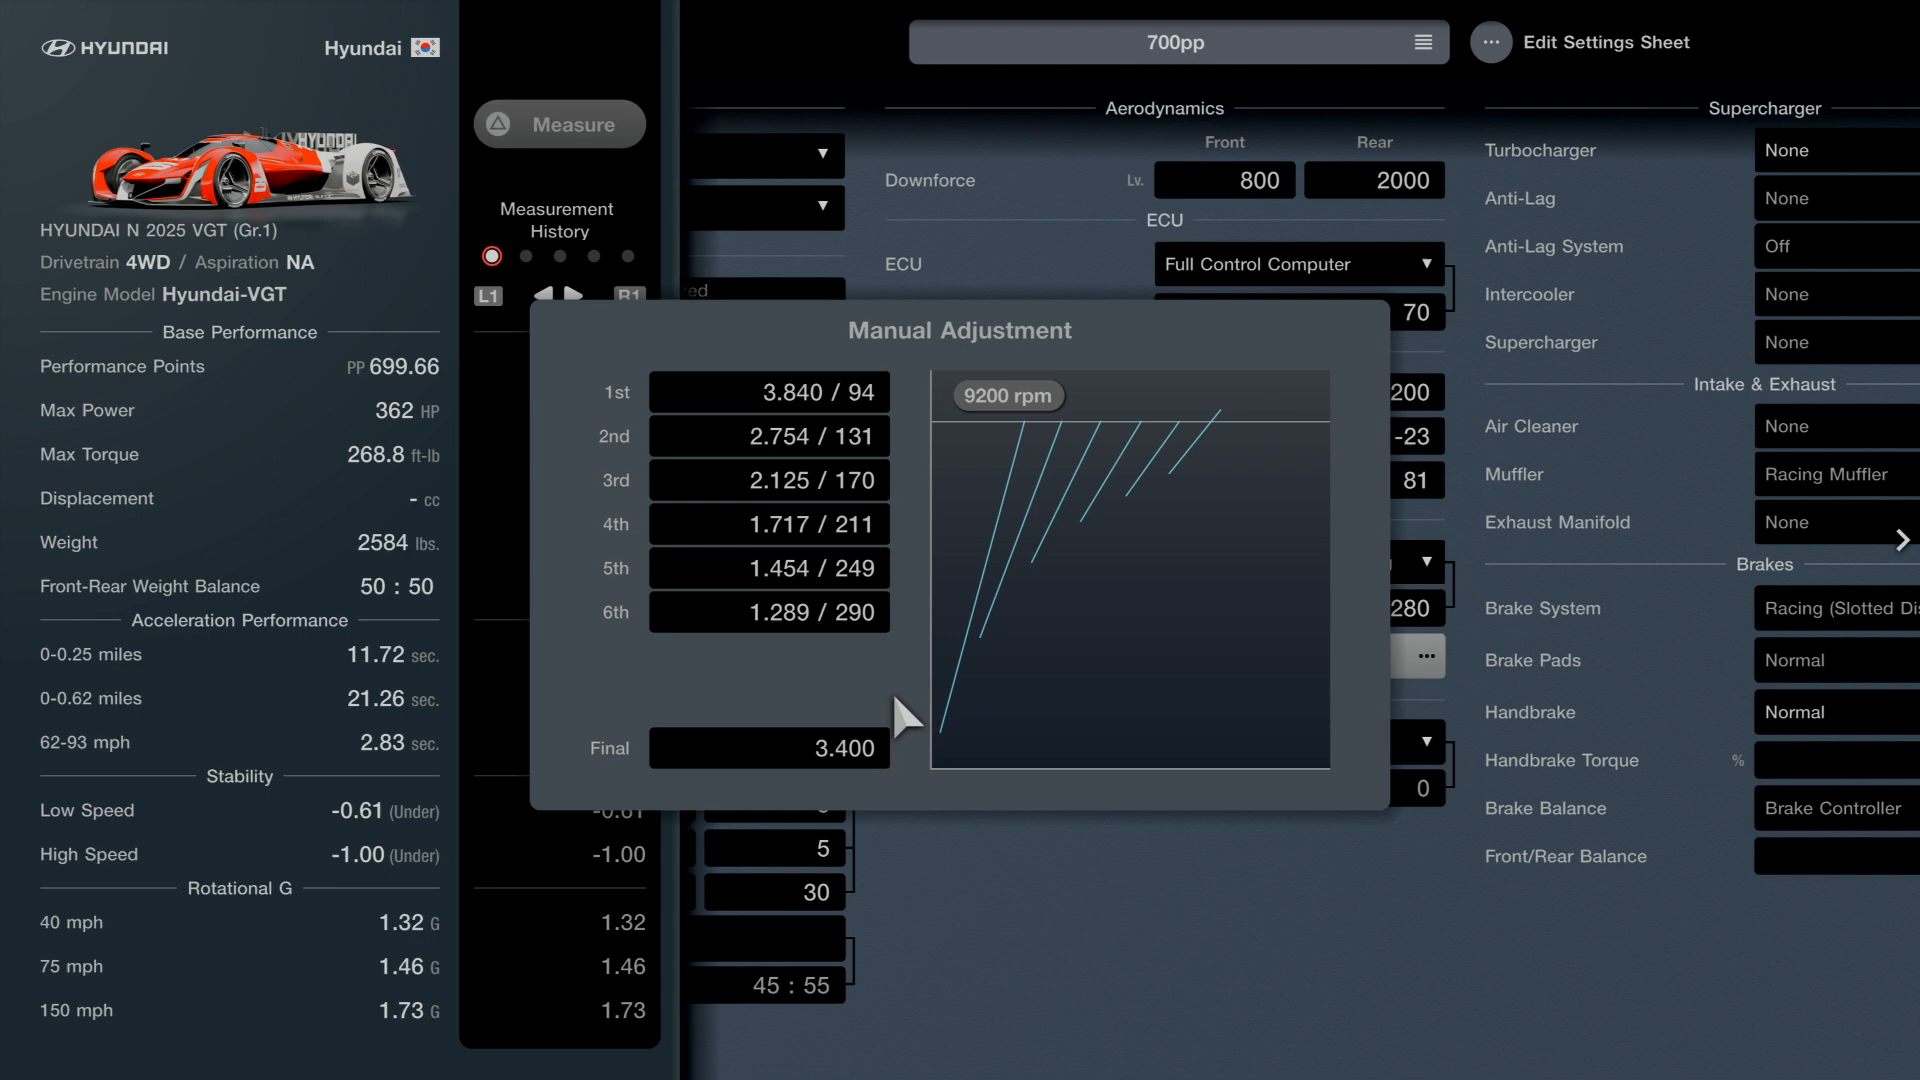 HYUNDAI
Hyundai
HYUNDAI
HYUNDAI N 2025 VGT (Gr.1)
Drivetrain 4WD / Aspiration NA
Engine Model Hyundai-VGT
Base Performance
Performance Points PP 699.66
Max Power 362 HP
Max Torque 268.8 ft-lb
Displacement - cc
Weight 2584 lbs.
Front-Rear Weight Balance 50 : 50
Acceleration Performance
0-0.25 miles 11.72 sec.
0-0.62 miles 21.26 sec.
62-93 mph 2.83 sec.
Stability
Low Speed -0.61 (Under)
High Speed -1.00 (Under)
Rotational G
40 mph 1.32 G
75 mph 1.46 G
150 mph 1.73 G
Measure
Measurement
History
L1 R1
-0.61
-1.00
1.32
1.46
1.73
5
30
45 : 55
700pp
Edit Settings Sheet
Aerodynamics
Front Rear
Downforce Lv. 800 2000
ECU
ECU Full Control Computer
70
200
-23
81
280
...
0
Manual Adjustment
1st 3.840 / 94
2nd 2.754 / 131
3rd 2.125 / 170
4th 1.717 / 211
5th 1.454 / 249
6th 1.289 / 290
Final 3.400
9200 rpm
Supercharger
Turbocharger None
Anti-Lag None
Anti-Lag System Off
Intercooler None
Supercharger None
Intake & Exhaust
Air Cleaner None
Muffler Racing Muffler
Exhaust Manifold None
Brakes
Brake System Racing (Slotted Dis
Brake Pads Normal
Handbrake Normal
Handbrake Torque %
Brake Balance Brake Controller
Front/Rear Balance